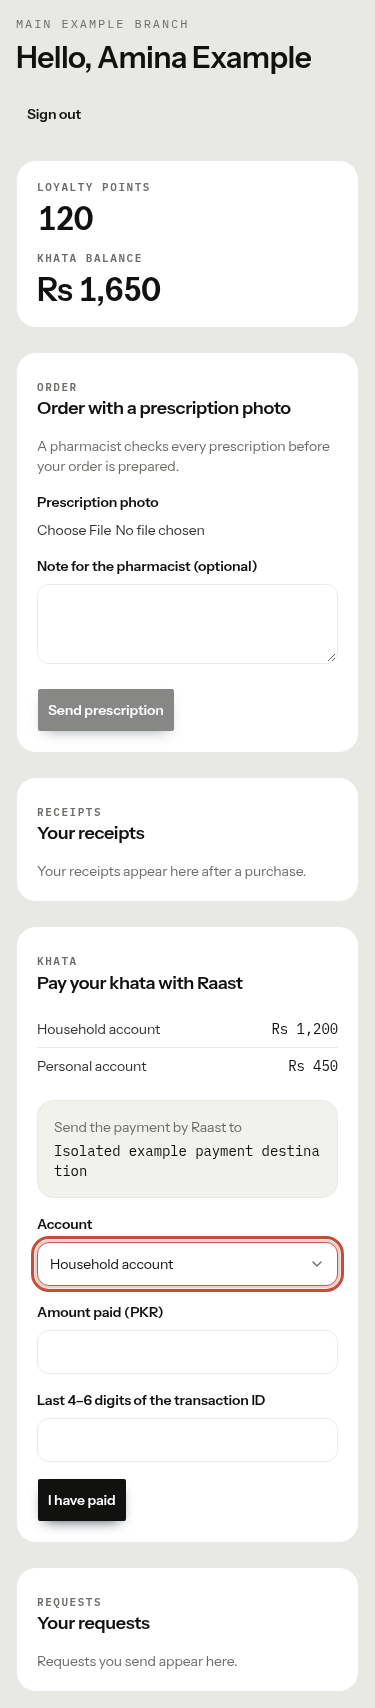 MAIN EXAMPLE BRANCH
Hello, Amina Example
Sign out
LOYALTY POINTS
120
KHATA BALANCE
Rs 1,650
ORDER
Order with a prescription photo
A pharmacist checks every prescription before
your order is prepared.
Prescription photo
Choose File No file chosen
Note for the pharmacist (optional)
Send prescription
RECEIPTS
Your receipts
Your receipts appear here after a purchase.
KHATA
Pay your khata with Raast
Household account Rs 1,200
Personal account Rs 450
Send the payment by Raast to
Isolated example payment destina
tion
Account
Household account
Amount paid (PKR)
Last 4–6 digits of the transaction ID
I have paid
REQUESTS
Your requests
Requests you send appear here.